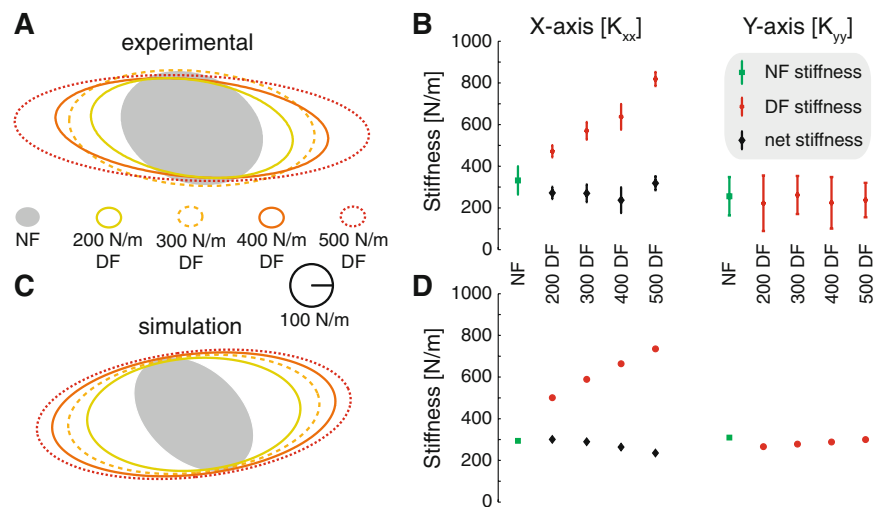 A
experimental
NF
200 N/m
DF
300 N/m
DF
400 N/m
DF
500 N/m
DF
B
X-axis [Kxx]
Y-axis [Kyy]
Stiffness [N/m]
1000
800
600
400
200
0
NF stiffness
DF stiffness
net stiffness
NF
200 DF
300 DF
400 DF
500 DF
NF
200 DF
300 DF
400 DF
500 DF
C
simulation
100 N/m
D
Stiffness [N/m]
1000
800
600
400
200
0